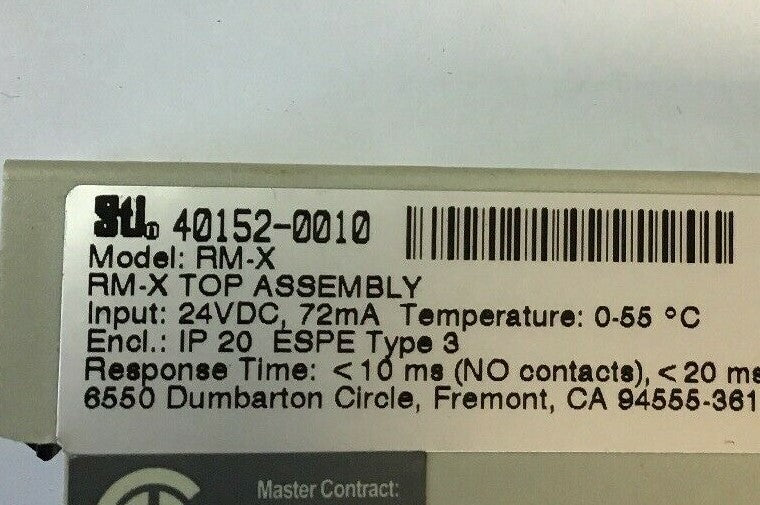 Sti® 40152-0010
Model: RM-X
RM-X TOP ASSEMBLY
Input: 24VDC, 72mA Temperature: 0-55 °C
Encl.: IP 20 ESPE Type 3
Response Time: < 10 ms (NO contacts), < 20 ms
6550 Dumbarton Circle, Fremont, CA 94555-361
Master Contract: